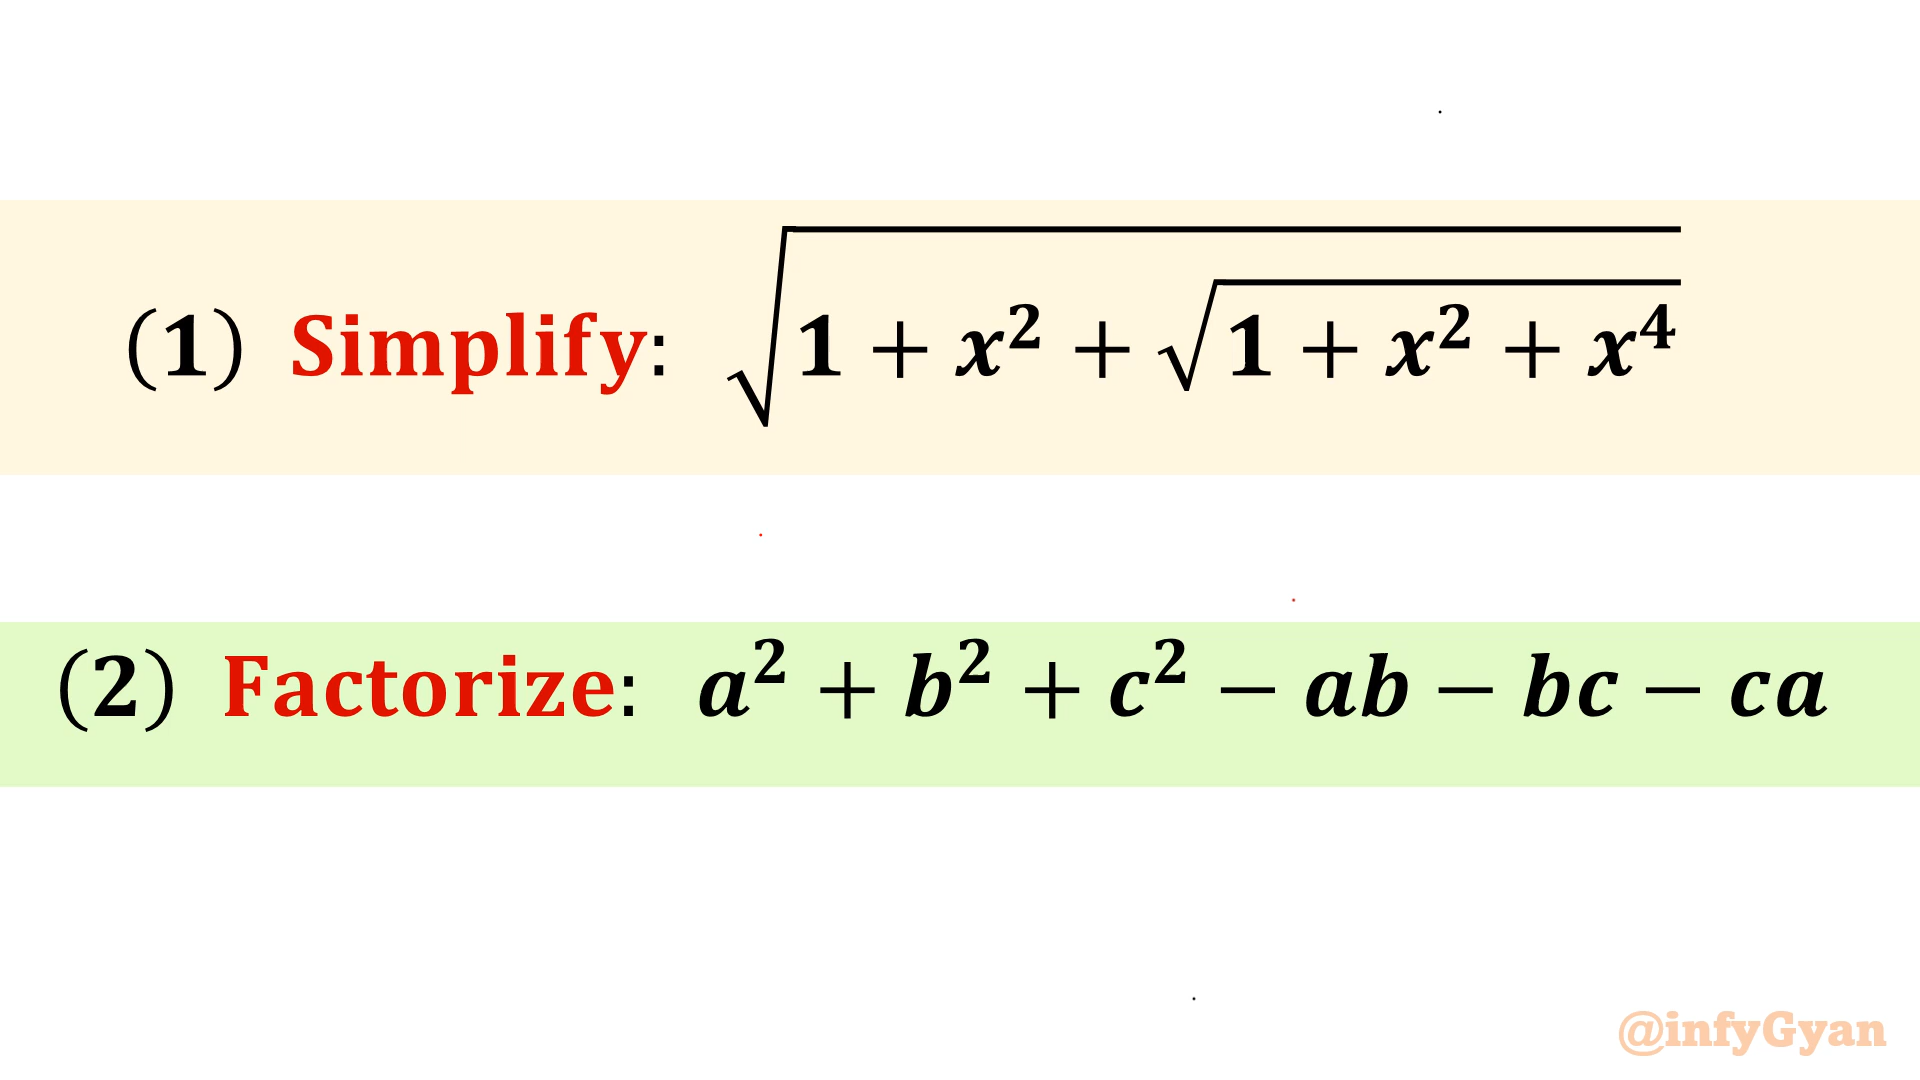 (1) Simplify: √(1 + x² + √(1 + x² + x⁴))
(2) Factorize: a² + b² + c² − ab − bc − ca
@infyGyan